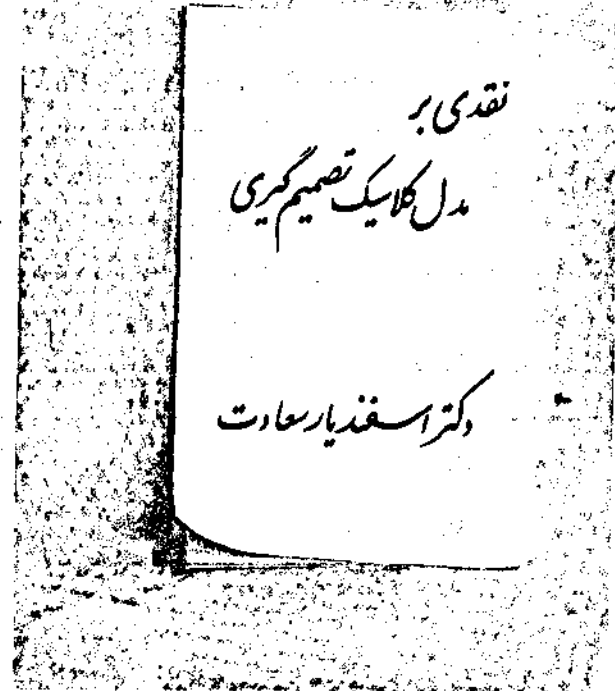 نقدی بر
مدل کلاسیک تصمیم گیری
دکتر اسفندیار سعادت